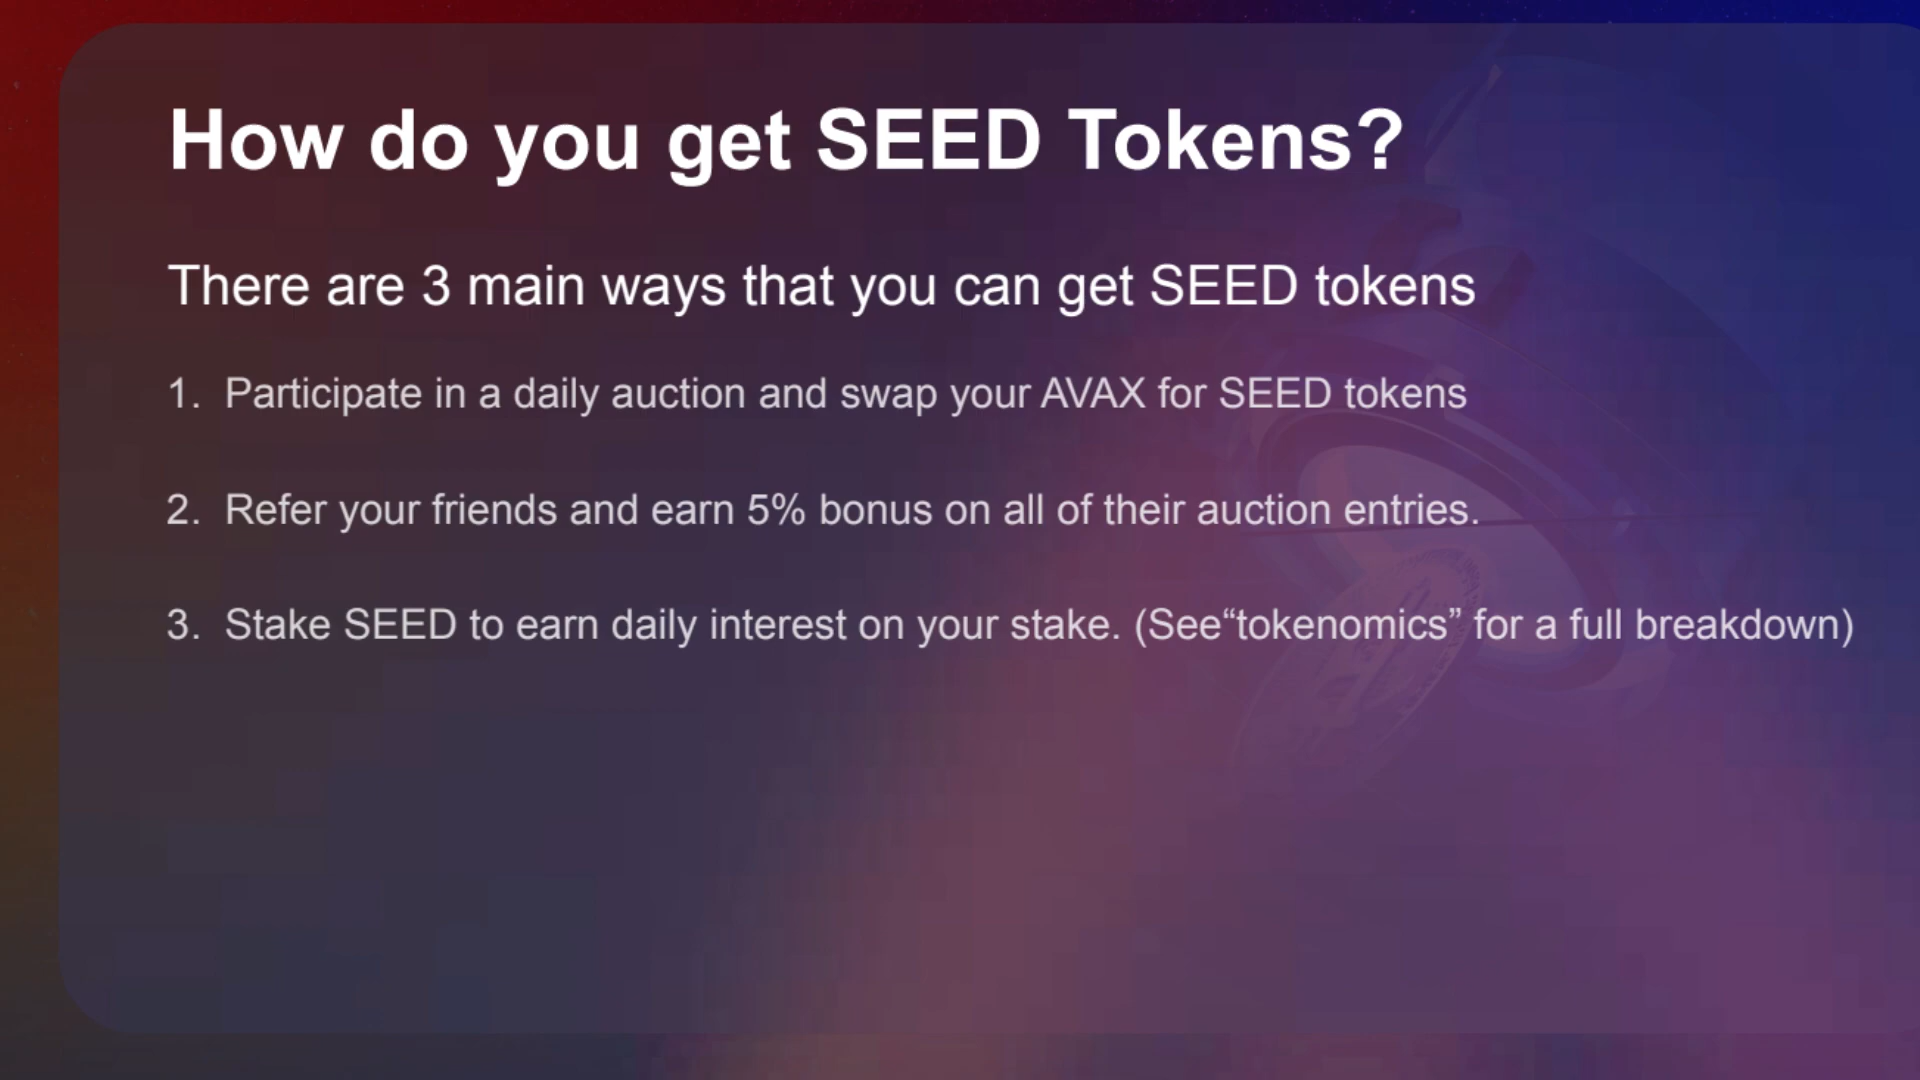 How do you get SEED Tokens?
There are 3 main ways that you can get SEED tokens
1. Participate in a daily auction and swap your AVAX for SEED tokens
2. Refer your friends and earn 5% bonus on all of their auction entries.
3. Stake SEED to earn daily interest on your stake. (See“tokenomics” for a full breakdown)